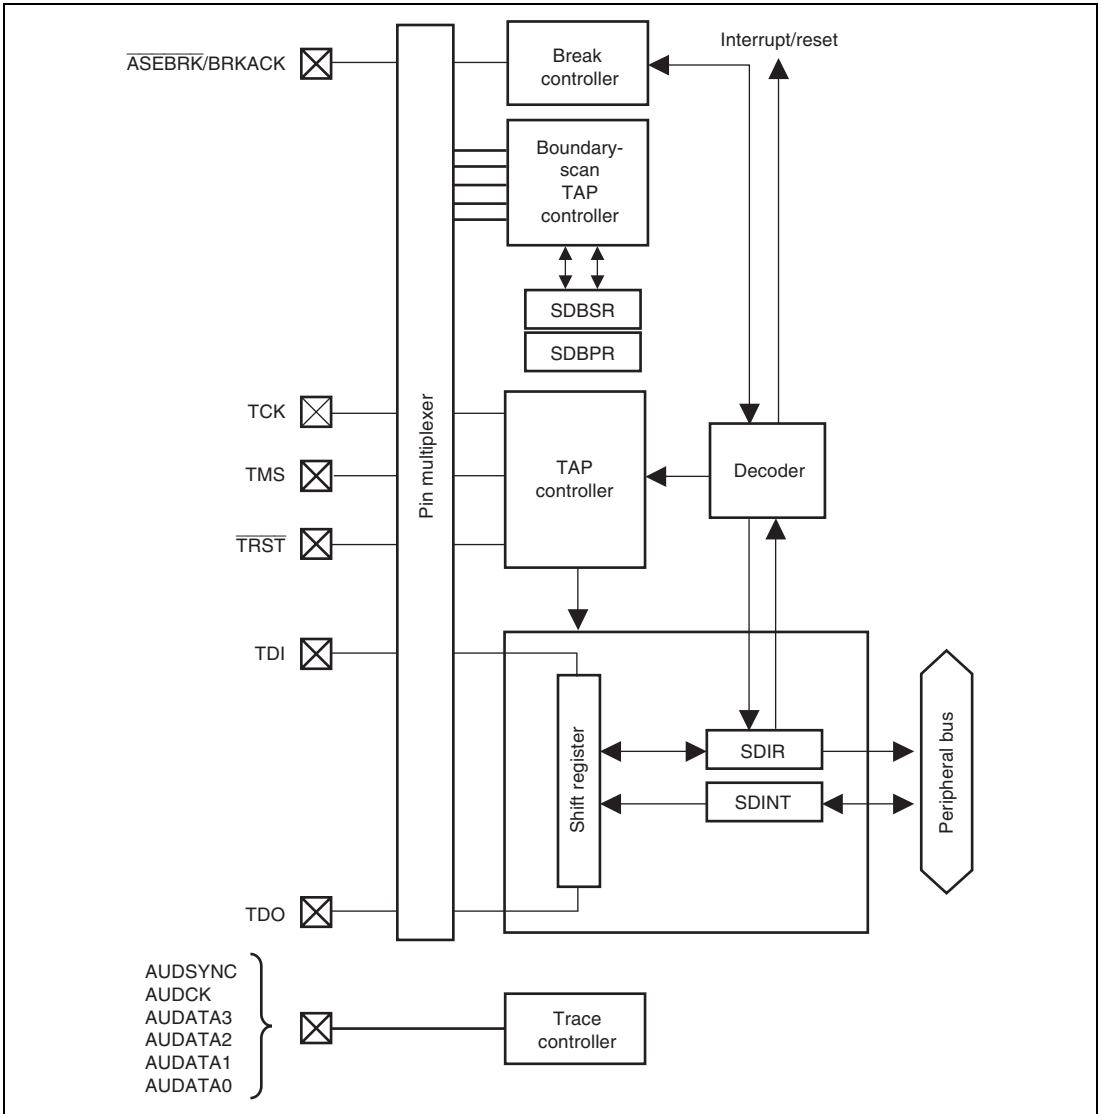 Interrupt/reset
ASEBRK/BRKACK
Break
controller
Boundary-
scan
TAP
controller
SDBSR
SDBPR
Pin multiplexer
TCK
TMS
TRST
TAP
controller
Decoder
TDI
Shift register
SDIR
SDINT
Peripheral bus
TDO
AUDSYNC
AUDCK
AUDATA3
AUDATA2
AUDATA1
AUDATA0
Trace
controller